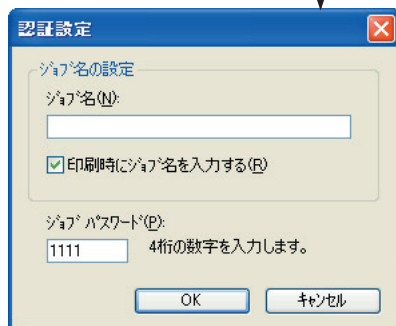 認証設定
ｼﾞｮﾌﾞ名の設定
ｼﾞｮﾌﾞ名(N):
印刷時にｼﾞｮﾌﾞ名を入力する(R)
ｼﾞｮﾌﾞ ﾊﾟｽﾜｰﾄﾞ(P):
1111 4桁の数字を入力します。
OK ｷｬﾝｾﾙ